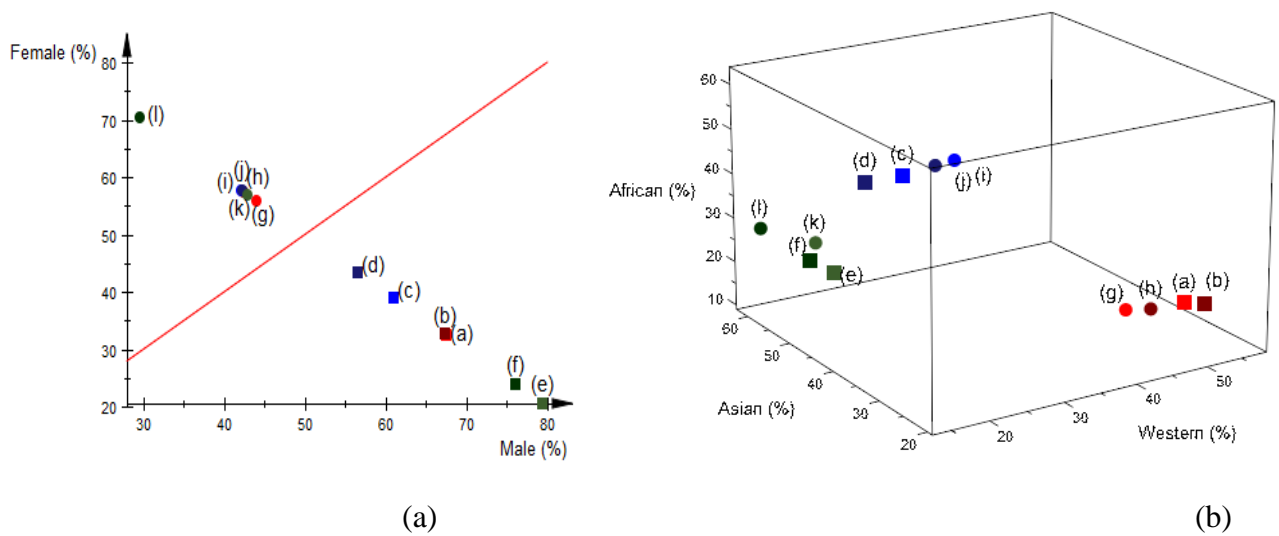 Female (%)
80
70
60
50
40
30
20
(l)
(j)
(i)
(h)
(k)
(g)
(d)
(c)
(b)
(a)
(f)
(e)
30
40
50
60
70
80
Male (%)
(a)
60
50
40
30
20
10
African (%)
(d)
(c)
(j)
(i)
(l)
(k)
(f)
(e)
(g)
(h)
(a)
(b)
60
50
40
30
20
Asian (%)
20
30
40
50
Western (%)
(b)